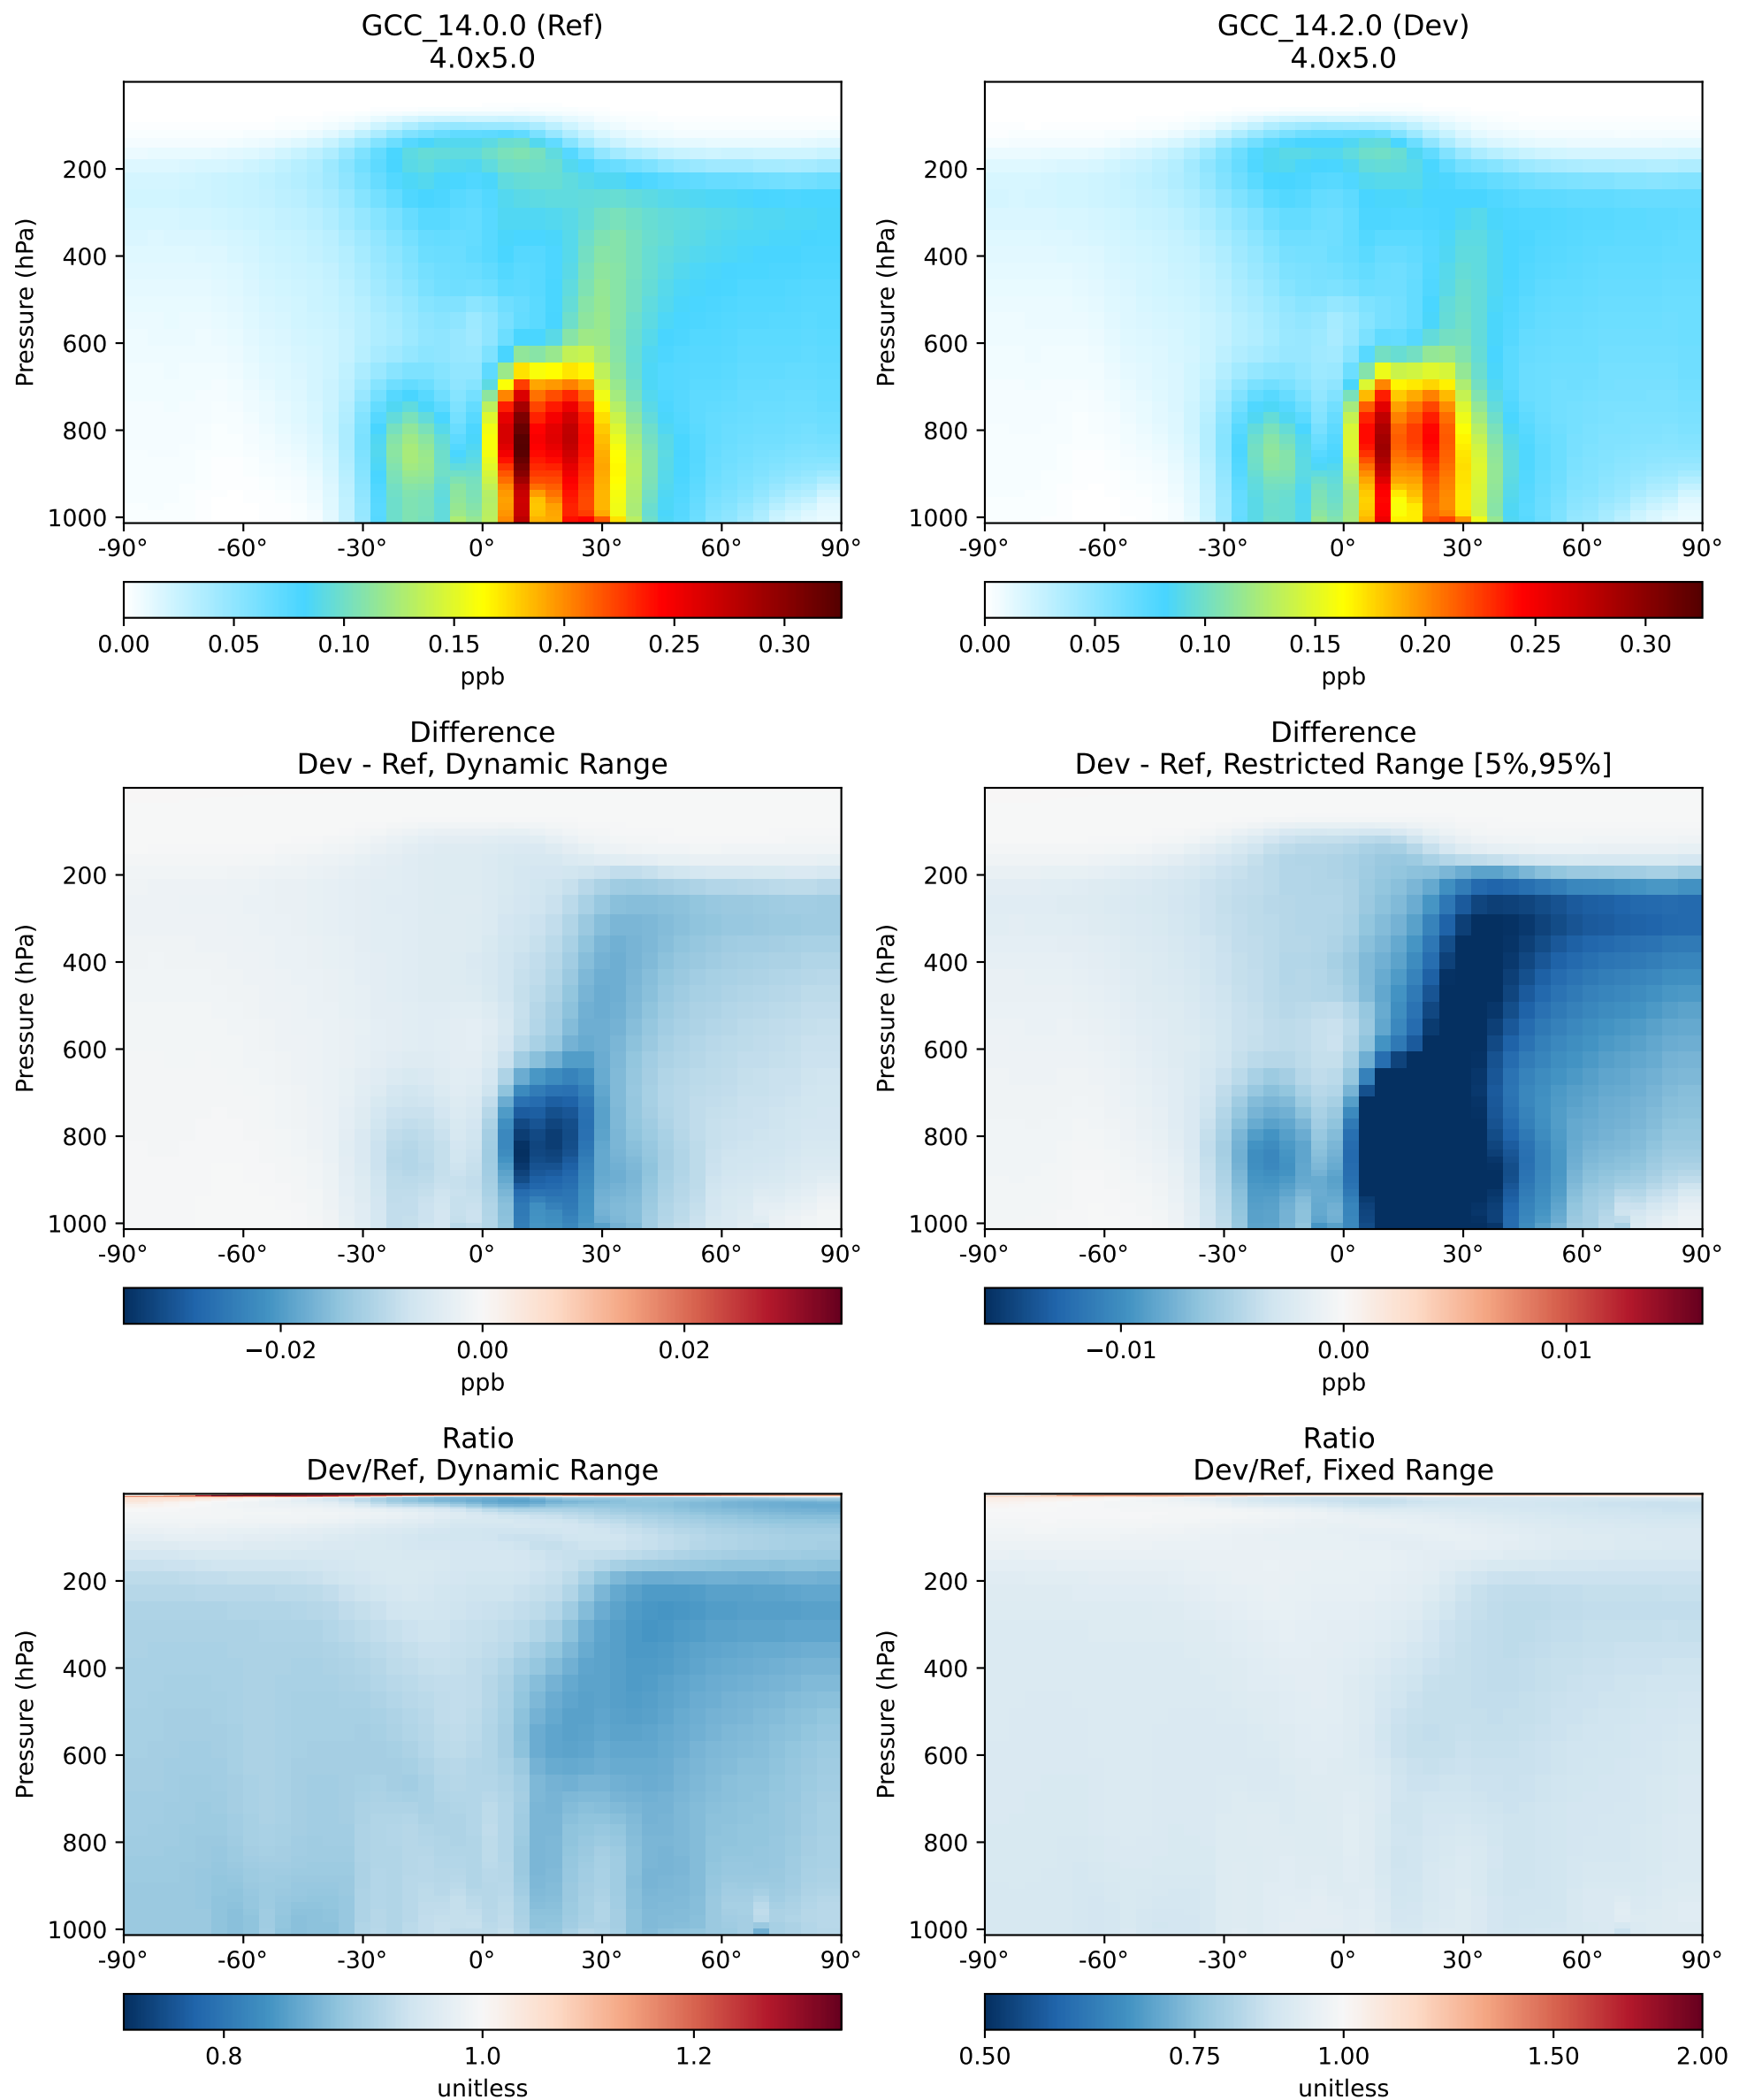 GCC_14.0.0 (Ref)
4.0x5.0
Pressure (hPa)
200
400
600
800
1000
-90° -60° -30° 0° 30° 60° 90°
0.00 0.05 0.10 0.15 0.20 0.25 0.30
ppb
GCC_14.2.0 (Dev)
4.0x5.0
Pressure (hPa)
200
400
600
800
1000
-90° -60° -30° 0° 30° 60° 90°
0.00 0.05 0.10 0.15 0.20 0.25 0.30
ppb
Difference
Dev - Ref, Dynamic Range
Pressure (hPa)
200
400
600
800
1000
-90° -60° -30° 0° 30° 60° 90°
−0.02 0.00 0.02
ppb
Difference
Dev - Ref, Restricted Range [5%,95%]
Pressure (hPa)
200
400
600
800
1000
-90° -60° -30° 0° 30° 60° 90°
−0.01 0.00 0.01
ppb
Ratio
Dev/Ref, Dynamic Range
Pressure (hPa)
200
400
600
800
1000
-90° -60° -30° 0° 30° 60° 90°
0.8 1.0 1.2
unitless
Ratio
Dev/Ref, Fixed Range
Pressure (hPa)
200
400
600
800
1000
-90° -60° -30° 0° 30° 60° 90°
0.50 0.75 1.00 1.50 2.00
unitless